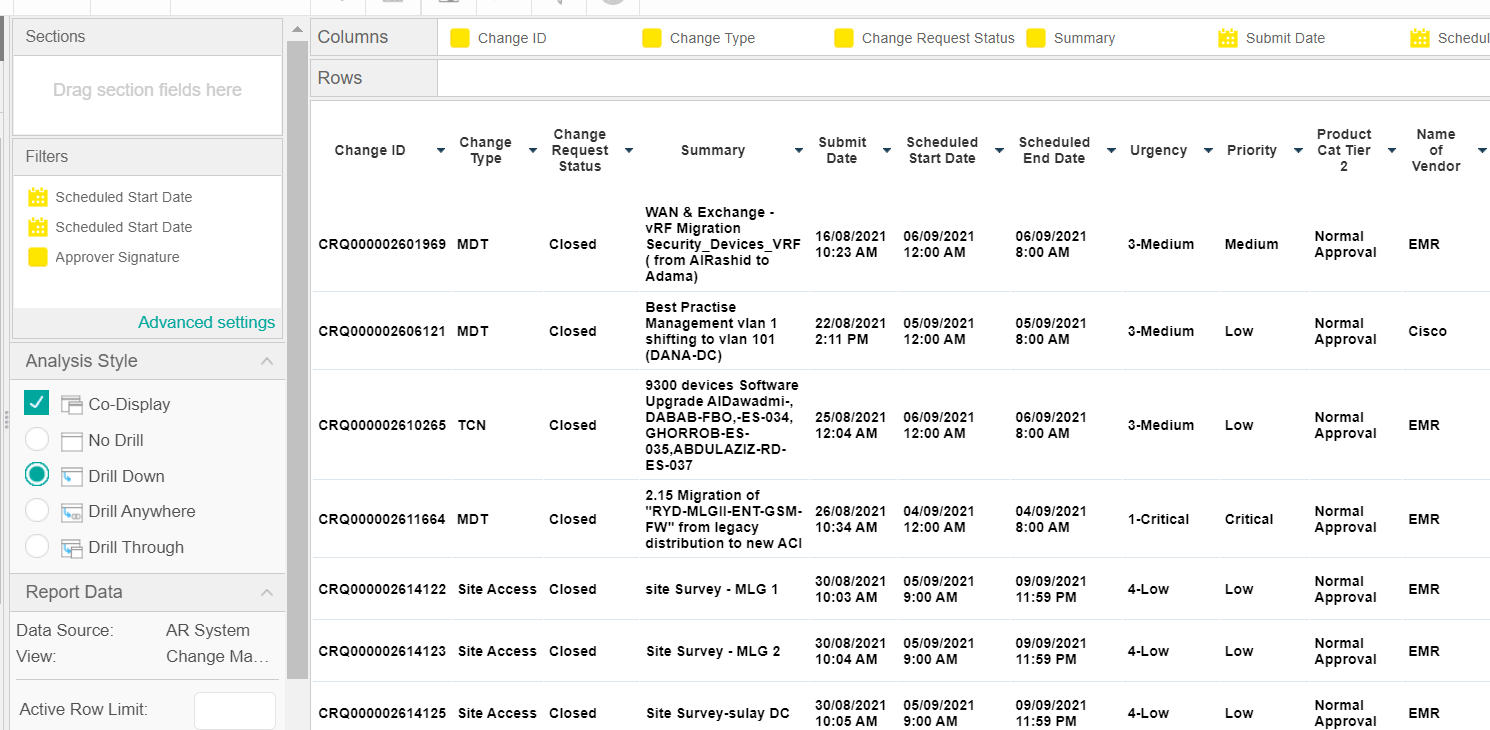 Sections
Drag section fields here
Filters
Scheduled Start Date
Scheduled Start Date
Approver Signature
Advanced settings
Analysis Style
Co-Display
No Drill
Drill Down
Drill Anywhere
Drill Through
Report Data
Data Source: AR System
View: Change Ma...
Active Row Limit:
Columns Change ID Change Type Change Request Status Summary Submit Date Schedul
Rows
Change ID
Change
Type
Change
Request
Status
Summary
Submit
Date
Scheduled
Start Date
Scheduled
End Date
Urgency
Priority
Product
Cat Tier
2
Name
of
Vendor
CRQ000002601969
MDT
Closed
WAN & Exchange -
vRF Migration
Security_Devices_VRF
( from AlRashid to
Adama)
16/08/2021
10:23 AM
06/09/2021
12:00 AM
06/09/2021
8:00 AM
3-Medium
Medium
Normal
Approval
EMR
CRQ000002606121
MDT
Closed
Best Practise
Management vlan 1
shifting to vlan 101
(DANA-DC)
22/08/2021
2:11 PM
05/09/2021
12:00 AM
05/09/2021
8:00 AM
3-Medium
Low
Normal
Approval
Cisco
CRQ000002610265
TCN
Closed
9300 devices Software
Upgrade AlDawadmi-,
DABAB-FBO,-ES-034,
GHORROB-ES-
035,ABDULAZIZ-RD-
ES-037
25/08/2021
12:04 AM
06/09/2021
12:00 AM
06/09/2021
8:00 AM
3-Medium
Low
Normal
Approval
EMR
CRQ000002611664
MDT
Closed
2.15 Migration of
"RYD-MLGII-ENT-GSM-
FW" from legacy
distribution to new ACI
26/08/2021
10:34 AM
04/09/2021
12:00 AM
04/09/2021
8:00 AM
1-Critical
Critical
Normal
Approval
EMR
CRQ000002614122
Site Access
Closed
site Survey - MLG 1
30/08/2021
10:03 AM
05/09/2021
9:00 AM
09/09/2021
11:59 PM
4-Low
Low
Normal
Approval
EMR
CRQ000002614123
Site Access
Closed
Site Survey - MLG 2
30/08/2021
10:04 AM
05/09/2021
9:00 AM
09/09/2021
11:59 PM
4-Low
Low
Normal
Approval
EMR
CRQ000002614125
Site Access
Closed
Site Survey-sulay DC
30/08/2021
10:05 AM
05/09/2021
9:00 AM
09/09/2021
11:59 PM
4-Low
Low
Normal
Approval
EMR